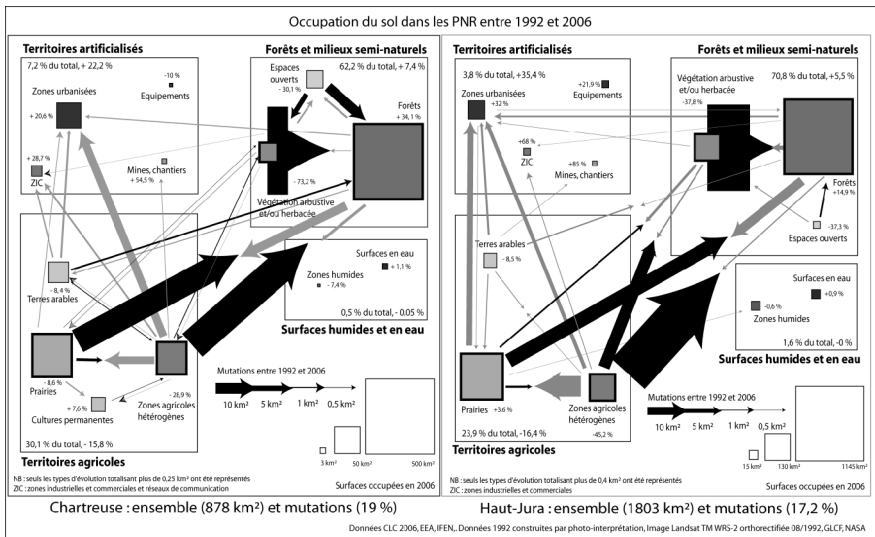 Occupation du sol dans les PNR entre 1992 et 2006
Territoires artificialisés
7,2 % du total, + 22,2 %
Zones urbanisées
+ 20,6 %
-10 %
Equipements
+ 28,7 %
ZIC
Mines, chantiers
+ 54,5 %
Forêts et milieux semi-naturels
62,2 % du total, + 7,4 %
Espaces
ouverts
- 30,1 %
Forêts
+ 34,1 %
- 73,2 %
Végétation arbustive
et/ou herbacée
Terres arables
- 8,4 %
Surfaces en eau
+ 1,1 %
Zones humides
- 7,4 %
0,5 % du total, - 0.05 %
Surfaces humides et en eau
- 8,6 %
Prairies
+ 7,6 %
Cultures permanentes
- 28,9 %
Zones agricoles
hétérogènes
30,1 % du total, - 15,8 %
Territoires agricoles
Mutations entre 1992 et 2006
10 km² 5 km² 1 km² 0,5 km²
3 km² 50 km² 500 km²
Surfaces occupées en 2006
NB : seuls les types d'évolution totalisant plus de 0,25 km² ont été représentés
ZIC : zones industrielles et commerciales et réseaux de communication
Chartreuse : ensemble (878 km²) et mutations (19 %)
Territoires artificialisés
3,8 % du total, +35,4 %
Zones urbanisées
+32 %
+21,9 %
Equipements
+68 %
ZIC
+85 %
Mines, chantiers
Forêts et milieux semi-naturels
Végétation arbustive
et/ou herbacée
-37,8 %
70,8 % du total, +5,5 %
Forêts
+14,9 %
-37,3 %
Espaces ouverts
Terres arables
- 8,5 %
Surfaces en eau
+0,9 %
-0,6 %
Zones humides
1,6 % du total, -0 %
Surfaces humides et en eau
Prairies
+3.6 %
Zones agricoles
hétérogènes
-45,2 %
23,9 % du total, -16,4 %
Territoires agricoles
Mutations entre 1992 et 2006
10 km² 5 km² 1 km² 0,5 km²
15 km² 130 km² 1145 km²
Surfaces occupées en 2006
NB : seuls les types d'évolution totalisant plus de 0,4 km² ont été représentés
ZIC : zones industrielles et commerciales
Haut-Jura : ensemble (1803 km²) et mutations (17,2 %)
Données CLC 2006, EEA, IFEN,. Données 1992 construites par photo-interprétation, Image Landsat TM WRS-2 orthorectifiée 08/1992, GLCF, NASA